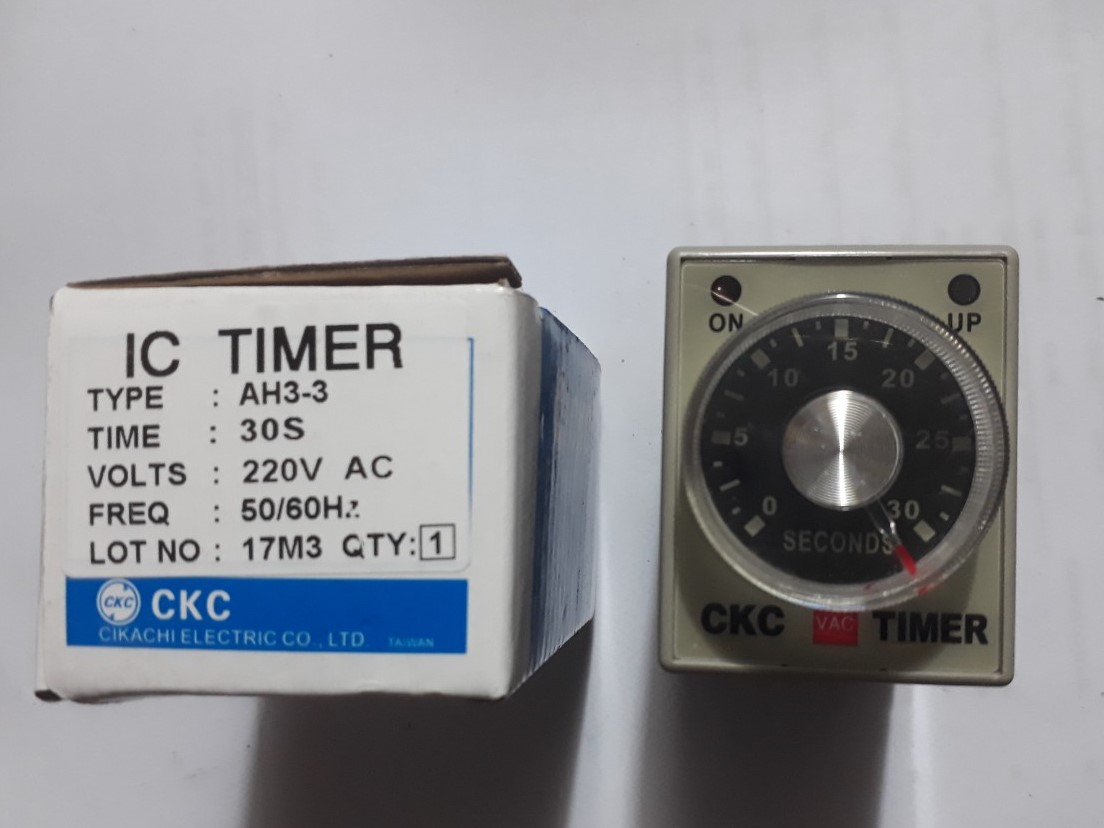 IC TIMER
TYPE : AH3-3
TIME : 30S
VOLTS : 220V AC
FREQ : 50/60Hz
LOT NO : 17M3 QTY: 1
CKC CKC
CIKACHI ELECTRIC CO., LTD TAIWAN
ON UP
0 5 10 15 20 25 30
SECONDS
CKC VAC TIMER